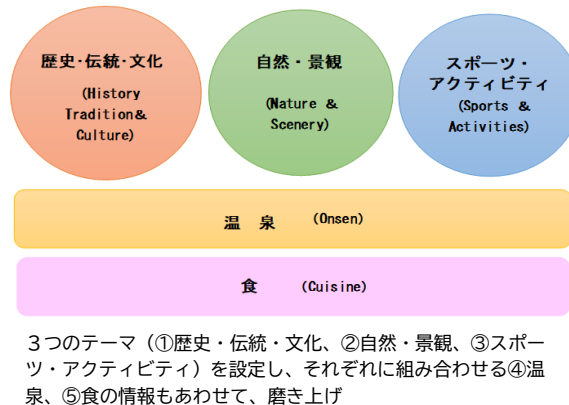 歴史・伝統・文化
(History
Tradition&
Culture)
自然・景観
(Nature &
Scenery)
スポーツ・
アクティビティ
(Sports &
Activities)
温 泉 (Onsen)
食 (Cuisine)
３つのテーマ（①歴史・伝統・文化、②自然・景観、③スポー
ツ・アクティビティ）を設定し、それぞれに組み合わせる④温
泉、⑤食の情報もあわせて、磨き上げ